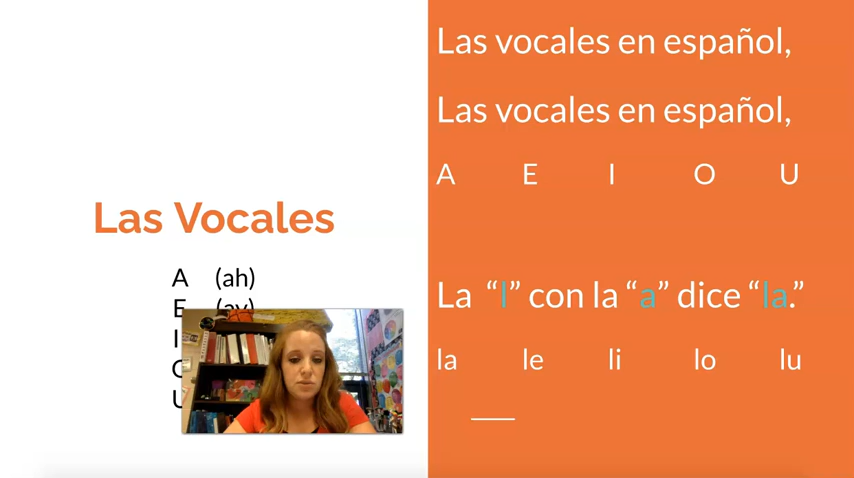 Las Vocales
A (ah)
E (ay)
I
O
U
Las vocales en español,
Las vocales en español,
A E I O U
La “l” con la “a” dice “la.”
la le li lo lu